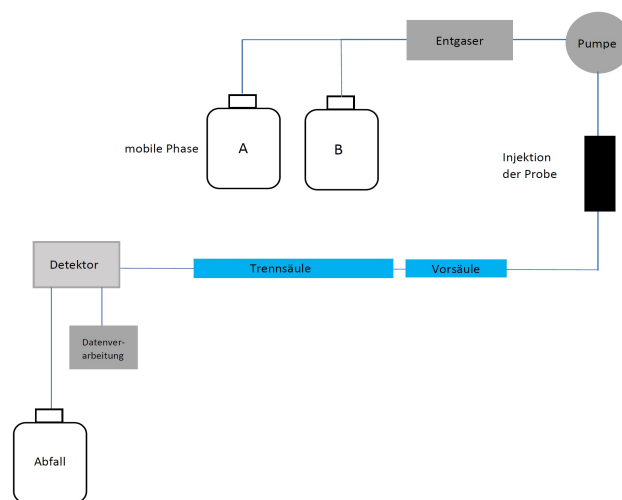 Entgaser
Pumpe
mobile Phase
A
B
Injektion
der Probe
Detektor
Trennsäule
Vorsäule
Datenver-
arbeitung
Abfall